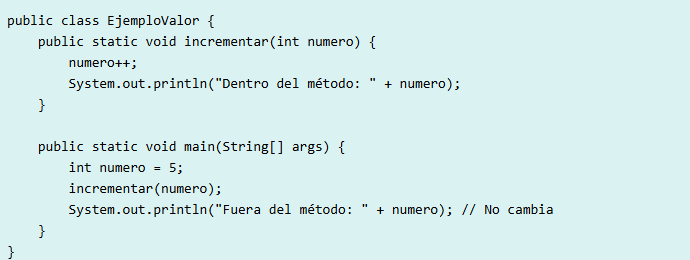 public class EjemploValor {
    public static void incrementar(int numero) {
        numero++;
        System.out.println("Dentro del método: " + numero);
    }

    public static void main(String[] args) {
        int numero = 5;
        incrementar(numero);
        System.out.println("Fuera del método: " + numero); // No cambia
    }
}